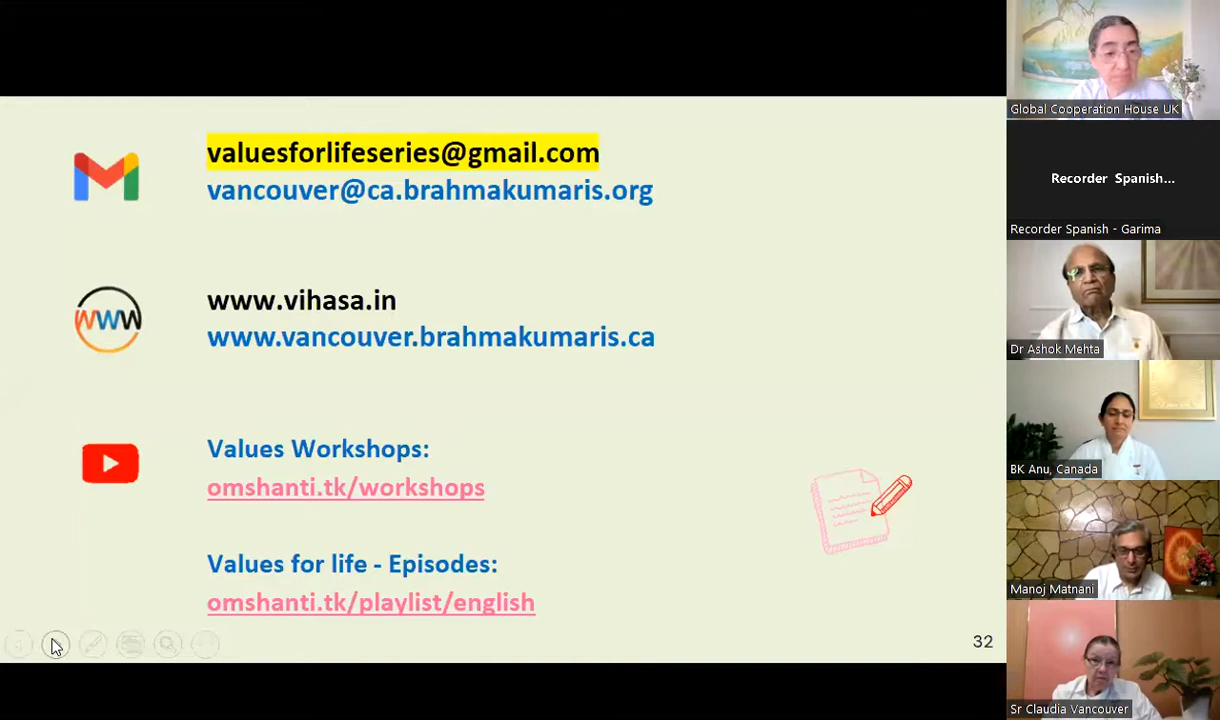 valuesforlifeseries@gmail.com
vancouver@ca.brahmakumaris.org
WWW
www.vihasa.in
www.vancouver.brahmakumaris.ca
Values Workshops:
omshanti.tk/workshops
Values for life - Episodes:
omshanti.tk/playlist/english
32
Global Cooperation House UK
Recorder Spanish...
Recorder Spanish - Garima
Dr Ashok Mehta
BK Anu, Canada
Manoj Matnani
Sr Claudia Vancouver